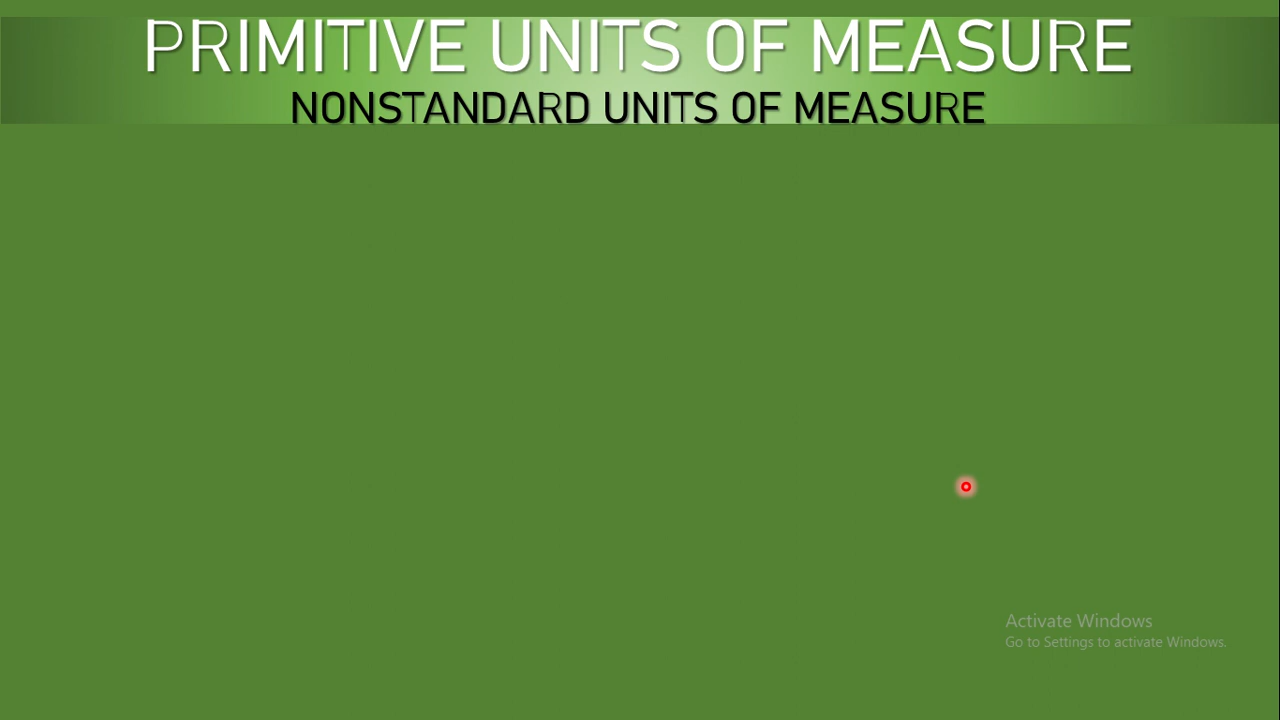 PRIMITIVE UNITS OF MEASURE
NONSTANDARD UNITS OF MEASURE
Activate Windows
Go to Settings to activate Windows.